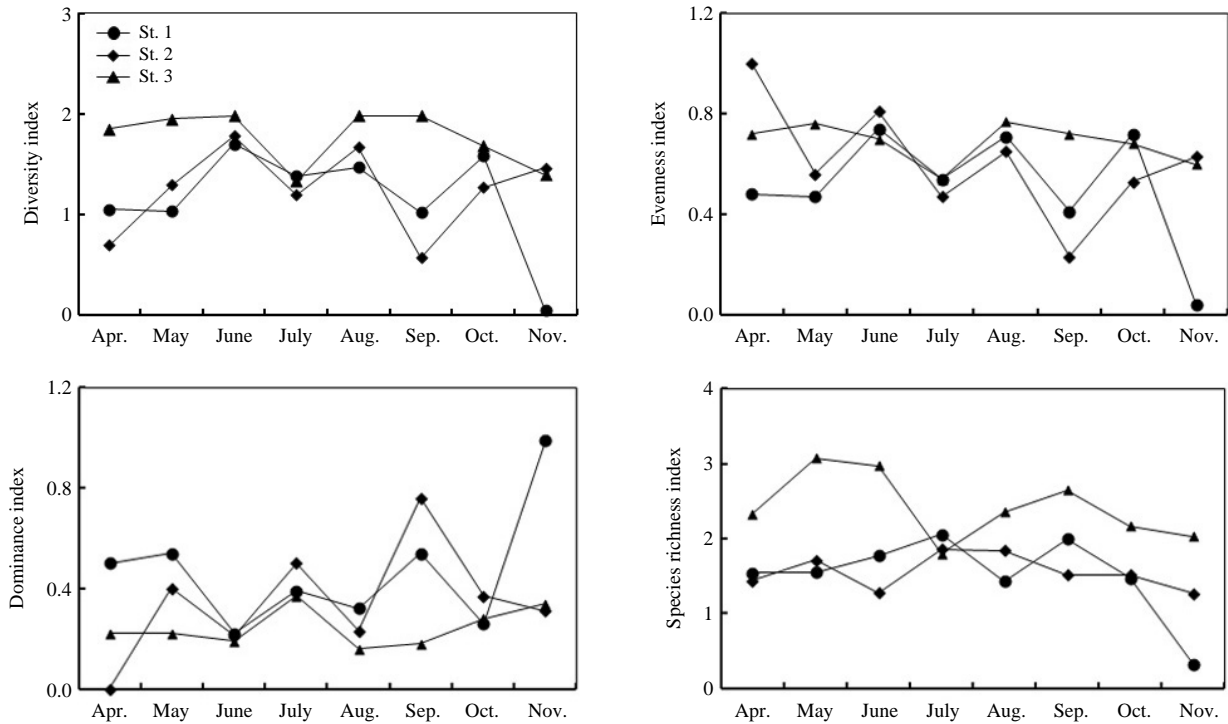 Diversity index
3
2
1
0
St. 1
St. 2
St. 3
Apr. May June July Aug. Sep. Oct. Nov.
Evenness index
1.2
0.8
0.4
0.0
Apr. May June July Aug. Sep. Oct. Nov.
Dominance index
1.2
0.8
0.4
0.0
Apr. May June July Aug. Sep. Oct. Nov.
Species richness index
4
3
2
1
0
Apr. May June July Aug. Sep. Oct. Nov.